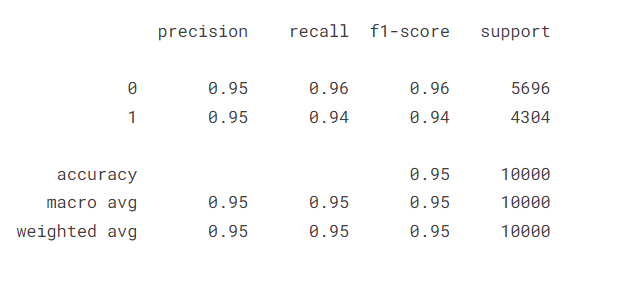 precision recall f1-score support
0 0.95 0.96 0.96 5696
1 0.95 0.94 0.94 4304
accuracy 0.95 10000
macro avg 0.95 0.95 0.95 10000
weighted avg 0.95 0.95 0.95 10000